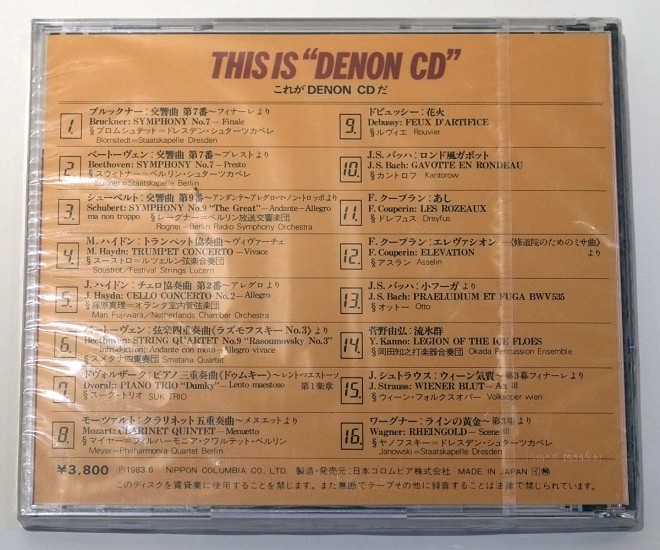 THIS IS “DENON CD”
これが DENON CD だ
1. ブルックナー：交響曲 第7番〜フィナーレ より
Bruckner: SYMPHONY No.7 – Finale
§ブロムシュテット=ドレスデン・シュターツカペレ
Blomstedt=Staatskapelle Dresden
2. ベートーヴェン：交響曲 第7番〜プレスト より
Beethoven: SYMPHONY No.7 – Presto
§スウィトナー=ベルリン・シュターツカペレ
Suitner=Staatskapelle Berlin
3. シューベルト：交響曲 第9番〜アンダンテ〜アレグロ・マ・ノン・トロッポ より
Schubert: SYMPHONY No.9 “The Great” – Andante – Allegro
ma non troppo
§レーグナー=ベルリン放送交響楽団
Rogner=Berlin Radio Symphony Orchestra
4. M.ハイドン：トランペット協奏曲〜ヴィヴァーチェ
M. Haydn: TRUMPET CONCERTO – Vivace
§スーストロ=ルツェルン弦楽合奏団
Soustrot/Festival Strings Lucern
5. J.ハイドン：チェロ協奏曲 第2番〜アレグロ より
J. Haydn: CELLO CONCERTO No.2 – Allegro
§藤原真理=オランダ室内管弦楽団
Mari Fujiwara/Netherlands Chamber Orchestra
6. ベートーヴェン：弦楽四重奏曲《ラズモフスキー No.3》より
Beethoven: STRING QUARTET No.9 “Rasoumovsky No.3”
Introduction; Andante con moto – Allegro vivace
§スメタナ四重奏団 Smetana Quartet
7. ドヴォルザーク：ピアノ三重奏曲《ドゥムキー》〜レント・マエストーソ
Dvorak: PIANO TRIO “Dumky” – Lento maestoso 第1楽章
§スーク・トリオ SUK TRIO
8. モーツァルト：クラリネット五重奏曲〜メヌエット より
Mozart: CLARINET QUINTET – Menuetto
§マイヤー=フィルハーモニア・クワルテット・ベルリン
Meyer=Philharmonia Quartet Berlin
9. ドビュッシー：花火
Debussy: FEUX D'ARTIFICE
§ルヴィエ Rouvier
10. J.S. バッハ：ロンド風ガボット
J.S. Bach: GAVOTTE EN RONDEAU
§カントロフ Kantorow
11. F. クープラン：あし
F. Couperin: LES ROZEAUX
§ドレュフス Dreyfus
12. F. クープラン：エレヴァシオン 《修道院のためのミサ曲》
F. Couperin: ELEVATION より
§アスラン Asselin
13. J.S. バッハ：小フーガ より
J.S. Bach: PRAELUDIUM ET FUGA BWV535
§オットー Otto
14. 菅野由弘：流氷群
Y. Kanno: LEGION OF THE ICE FLOES
§岡田知之打楽器合奏団 Okada Percussion Ensemble
15. J. シュトラウス：ウィーン気質〜第3幕フィナーレ より
J. Strauss: WIENER BLUT – Act III
§ウィーン・フォルクスオパー Volksoper wien
16. ワーグナー：ラインの黄金〜第3場 より
Wagner: RHEINGOLD – Scene III
§ヤノフスキー=ドレスデン・シュターツカペレ
Janowski=Staatskapelle Dresden
¥3,800 Ⓟ1983.6 NIPPON COLUMBIA CO., LTD. 製造・発売元：日本コロムビア株式会社 MADE IN JAPAN
このディスクを賃貸業に使用することを禁じます。また無断でテープその他に録音することは法律で禁じられています。